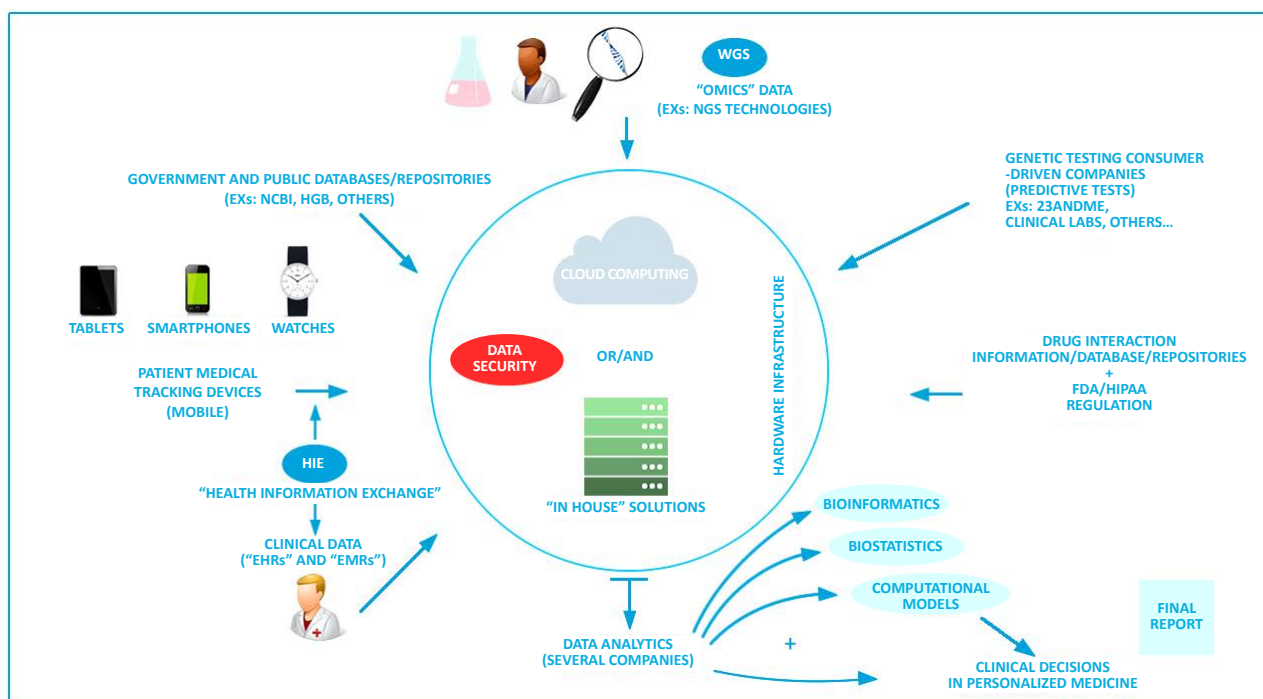 WGS
“OMICS” DATA
(EXs: NGS TECHNOLOGIES)
GOVERNMENT AND PUBLIC DATABASES/REPOSITORIES
(EXs: NCBI, HGB, OTHERS)
GENETIC TESTING CONSUMER
-DRIVEN COMPANIES
(PREDICTIVE TESTS)
EXs: 23ANDME,
CLINICAL LABS, OTHERS...
TABLETS
SMARTPHONES
WATCHES
PATIENT MEDICAL
TRACKING DEVICES
(MOBILE)
HIE
“HEALTH INFORMATION EXCHANGE”
CLINICAL DATA
(“EHRs” AND “EMRs”)
CLOUD COMPUTING
DATA
SECURITY
OR/AND
“IN HOUSE” SOLUTIONS
HARDWARE INFRASTRUCTURE
DRUG INTERACTION
INFORMATION/DATABASE/REPOSITORIES
+
FDA/HIPAA
REGULATION
DATA ANALYTICS
(SEVERAL COMPANIES)
BIOINFORMATICS
BIOSTATISTICS
COMPUTATIONAL
MODELS
+
CLINICAL DECISIONS
IN PERSONALIZED MEDICINE
FINAL
REPORT